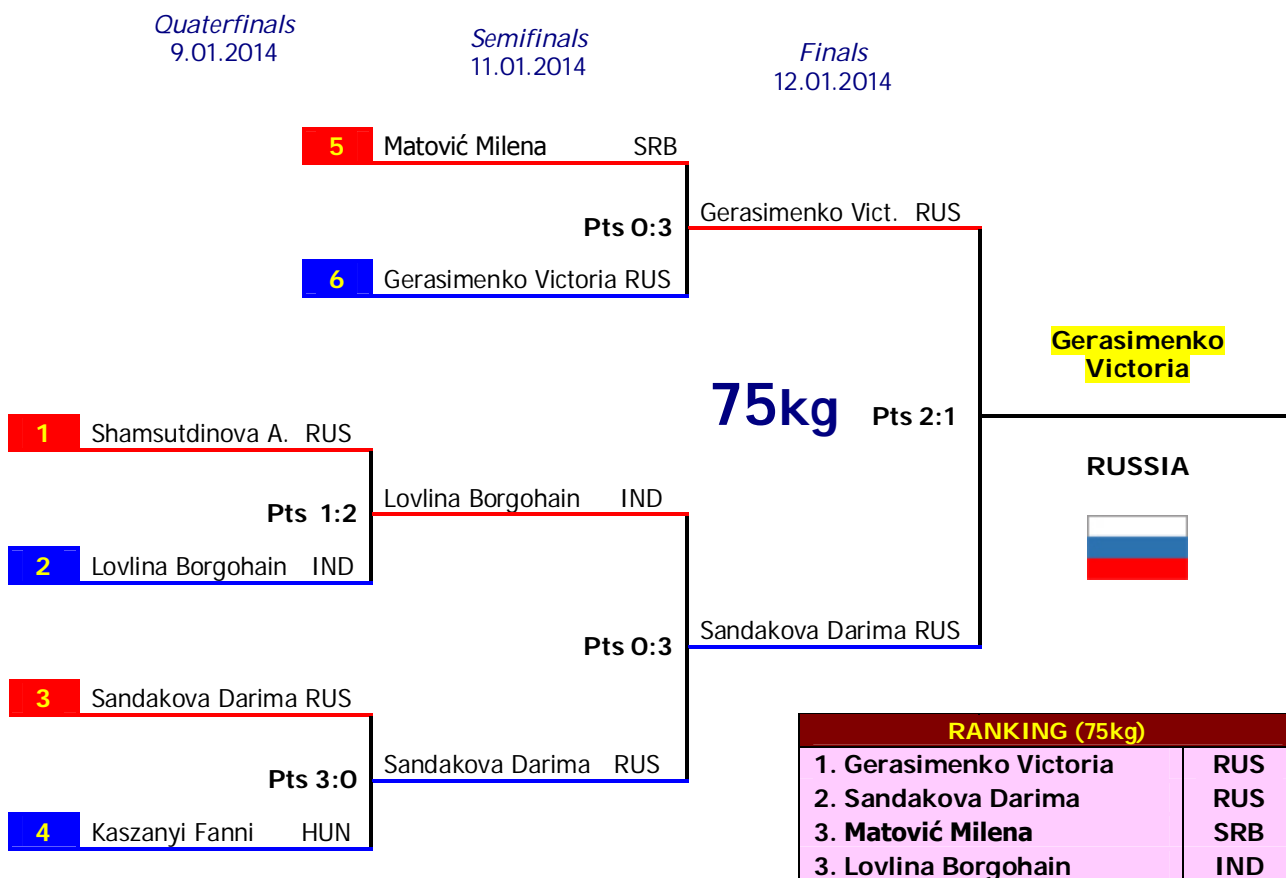 Quaterfinals
9.01.2014
Semifinals
11.01.2014
Finals
12.01.2014
5 Matović Milena SRB
Pts 0:3
Gerasimenko Vict. RUS
6 Gerasimenko Victoria RUS
Gerasimenko
Victoria
75kg Pts 2:1
1 Shamsutdinova A. RUS
RUSSIA
Pts 1:2
Lovlina Borgohain IND
2 Lovlina Borgohain IND
Pts 0:3
Sandakova Darima RUS
3 Sandakova Darima RUS
Pts 3:0
Sandakova Darima RUS
4 Kaszanyi Fanni HUN
RANKING (75kg)
1. Gerasimenko Victoria RUS
2. Sandakova Darima RUS
3. Matović Milena SRB
3. Lovlina Borgohain IND